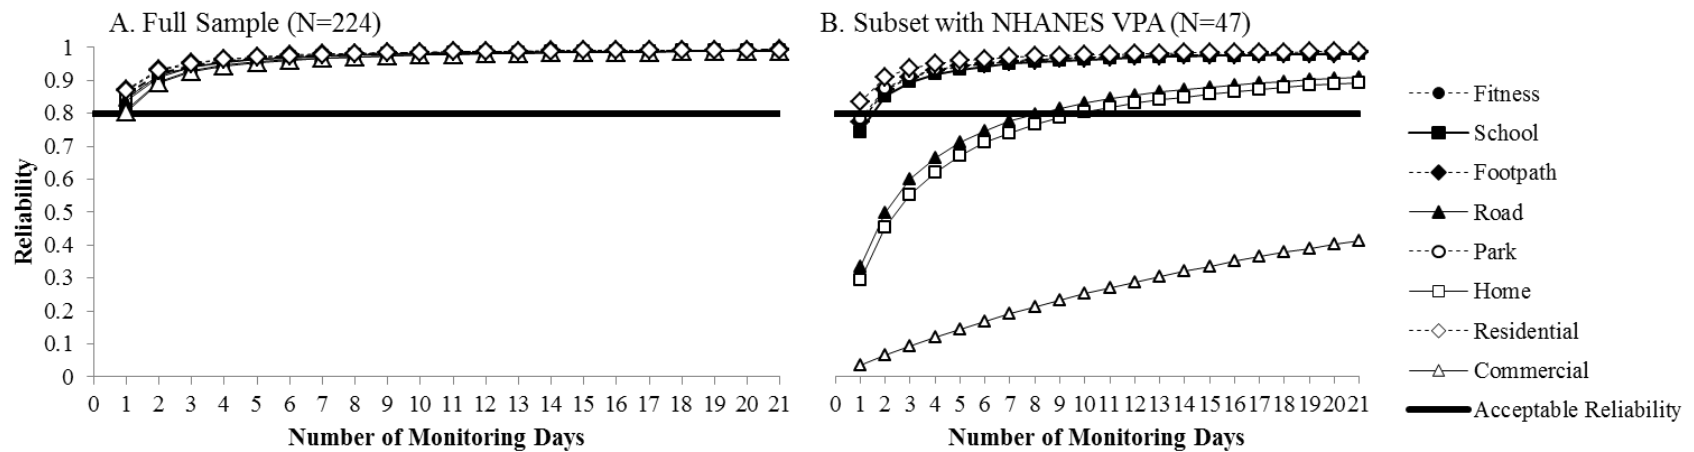 A. Full Sample (N=224)
B. Subset with NHANES VPA (N=47)
Reliability
1
0.9
0.8
0.7
0.6
0.5
0.4
0.3
0.2
0.1
0
0 1 2 3 4 5 6 7 8 9 10 11 12 13 14 15 16 17 18 19 20 21
Number of Monitoring Days
0 1 2 3 4 5 6 7 8 9 10 11 12 13 14 15 16 17 18 19 20 21
Number of Monitoring Days
Fitness
School
Footpath
Road
Park
Home
Residential
Commercial
Acceptable Reliability